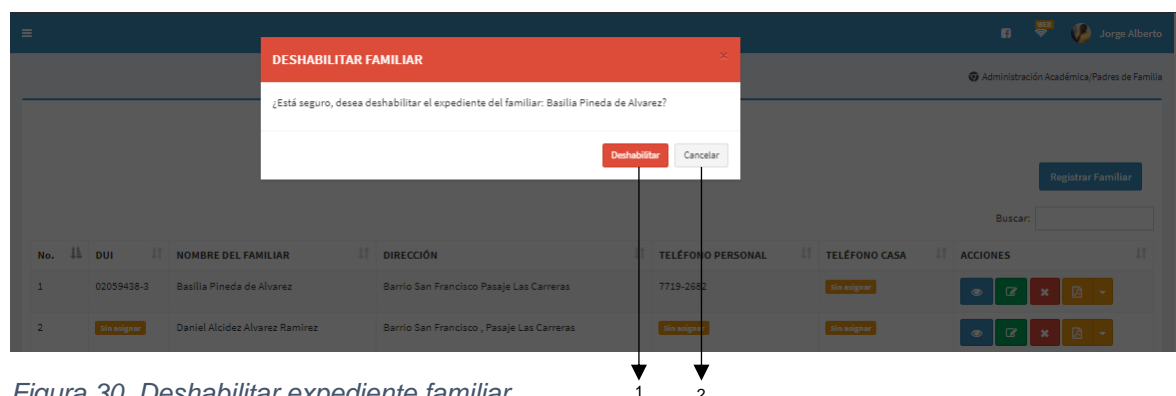 WEB
Jorge Alberto
DESHABILITAR FAMILIAR ×
Administración Académica/Padres de Familia
¿Está seguro, desea deshabilitar el expediente del familiar: Basilia Pineda de Alvarez?
Deshabilitar Cancelar
Registrar Familiar
Buscar:
No. DUI NOMBRE DEL FAMILIAR DIRECCIÓN TELÉFONO PERSONAL TELÉFONO CASA ACCIONES
1 02059438-3 Basilia Pineda de Alvarez Barrio San Francisco Pasaje Las Carreras 7719-2682 Sin asignar
2 Sin asignar Daniel Alcidez Alvarez Ramirez Barrio San Francisco , Pasaje Las Carreras Sin asignar Sin asignar
Figura 30. Deshabilitar expediente familiar 1 2